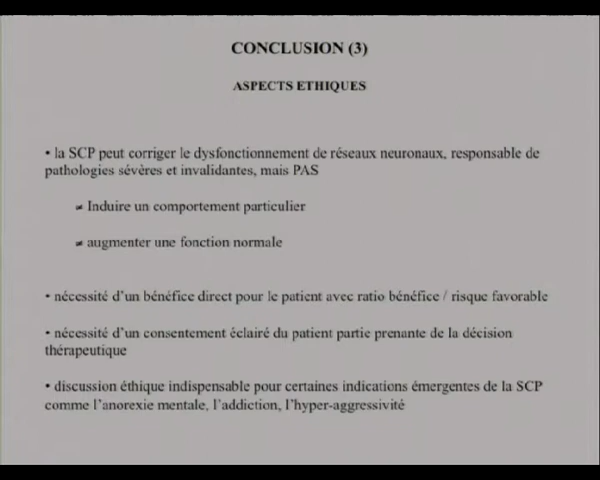 CONCLUSION (3)
ASPECTS ETHIQUES
• la SCP peut corriger le dysfonctionnement de réseaux neuronaux, responsable de
pathologies sévères et invalidantes, mais PAS
≠ Induire un comportement particulier
≠ augmenter une fonction normale
• nécessité d'un bénéfice direct pour le patient avec ratio bénéfice / risque favorable
• nécessité d'un consentement éclairé du patient partie prenante de la décision
thérapeutique
• discussion éthique indispensable pour certaines indications émergentes de la SCP
comme l'anorexie mentale, l'addiction, l'hyper-aggressivité